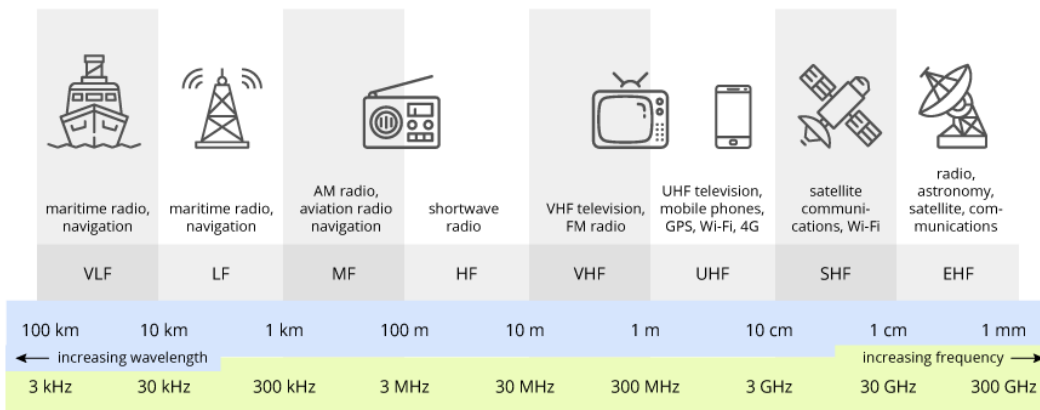 maritime radio,
navigation
maritime radio,
navigation
AM radio,
aviation radio
navigation
shortwave
radio
VHF television,
FM radio
UHF television,
mobile phones,
GPS, Wi-Fi, 4G
satellite
communi-
cations, Wi-Fi
radio,
astronomy,
satellite, com-
munications
VLF LF MF HF VHF UHF SHF EHF
100 km 10 km 1 km 100 m 10 m 1 m 10 cm 1 cm 1 mm
increasing wavelength
increasing frequency
3 kHz 30 kHz 300 kHz 3 MHz 30 MHz 300 MHz 3 GHz 30 GHz 300 GHz